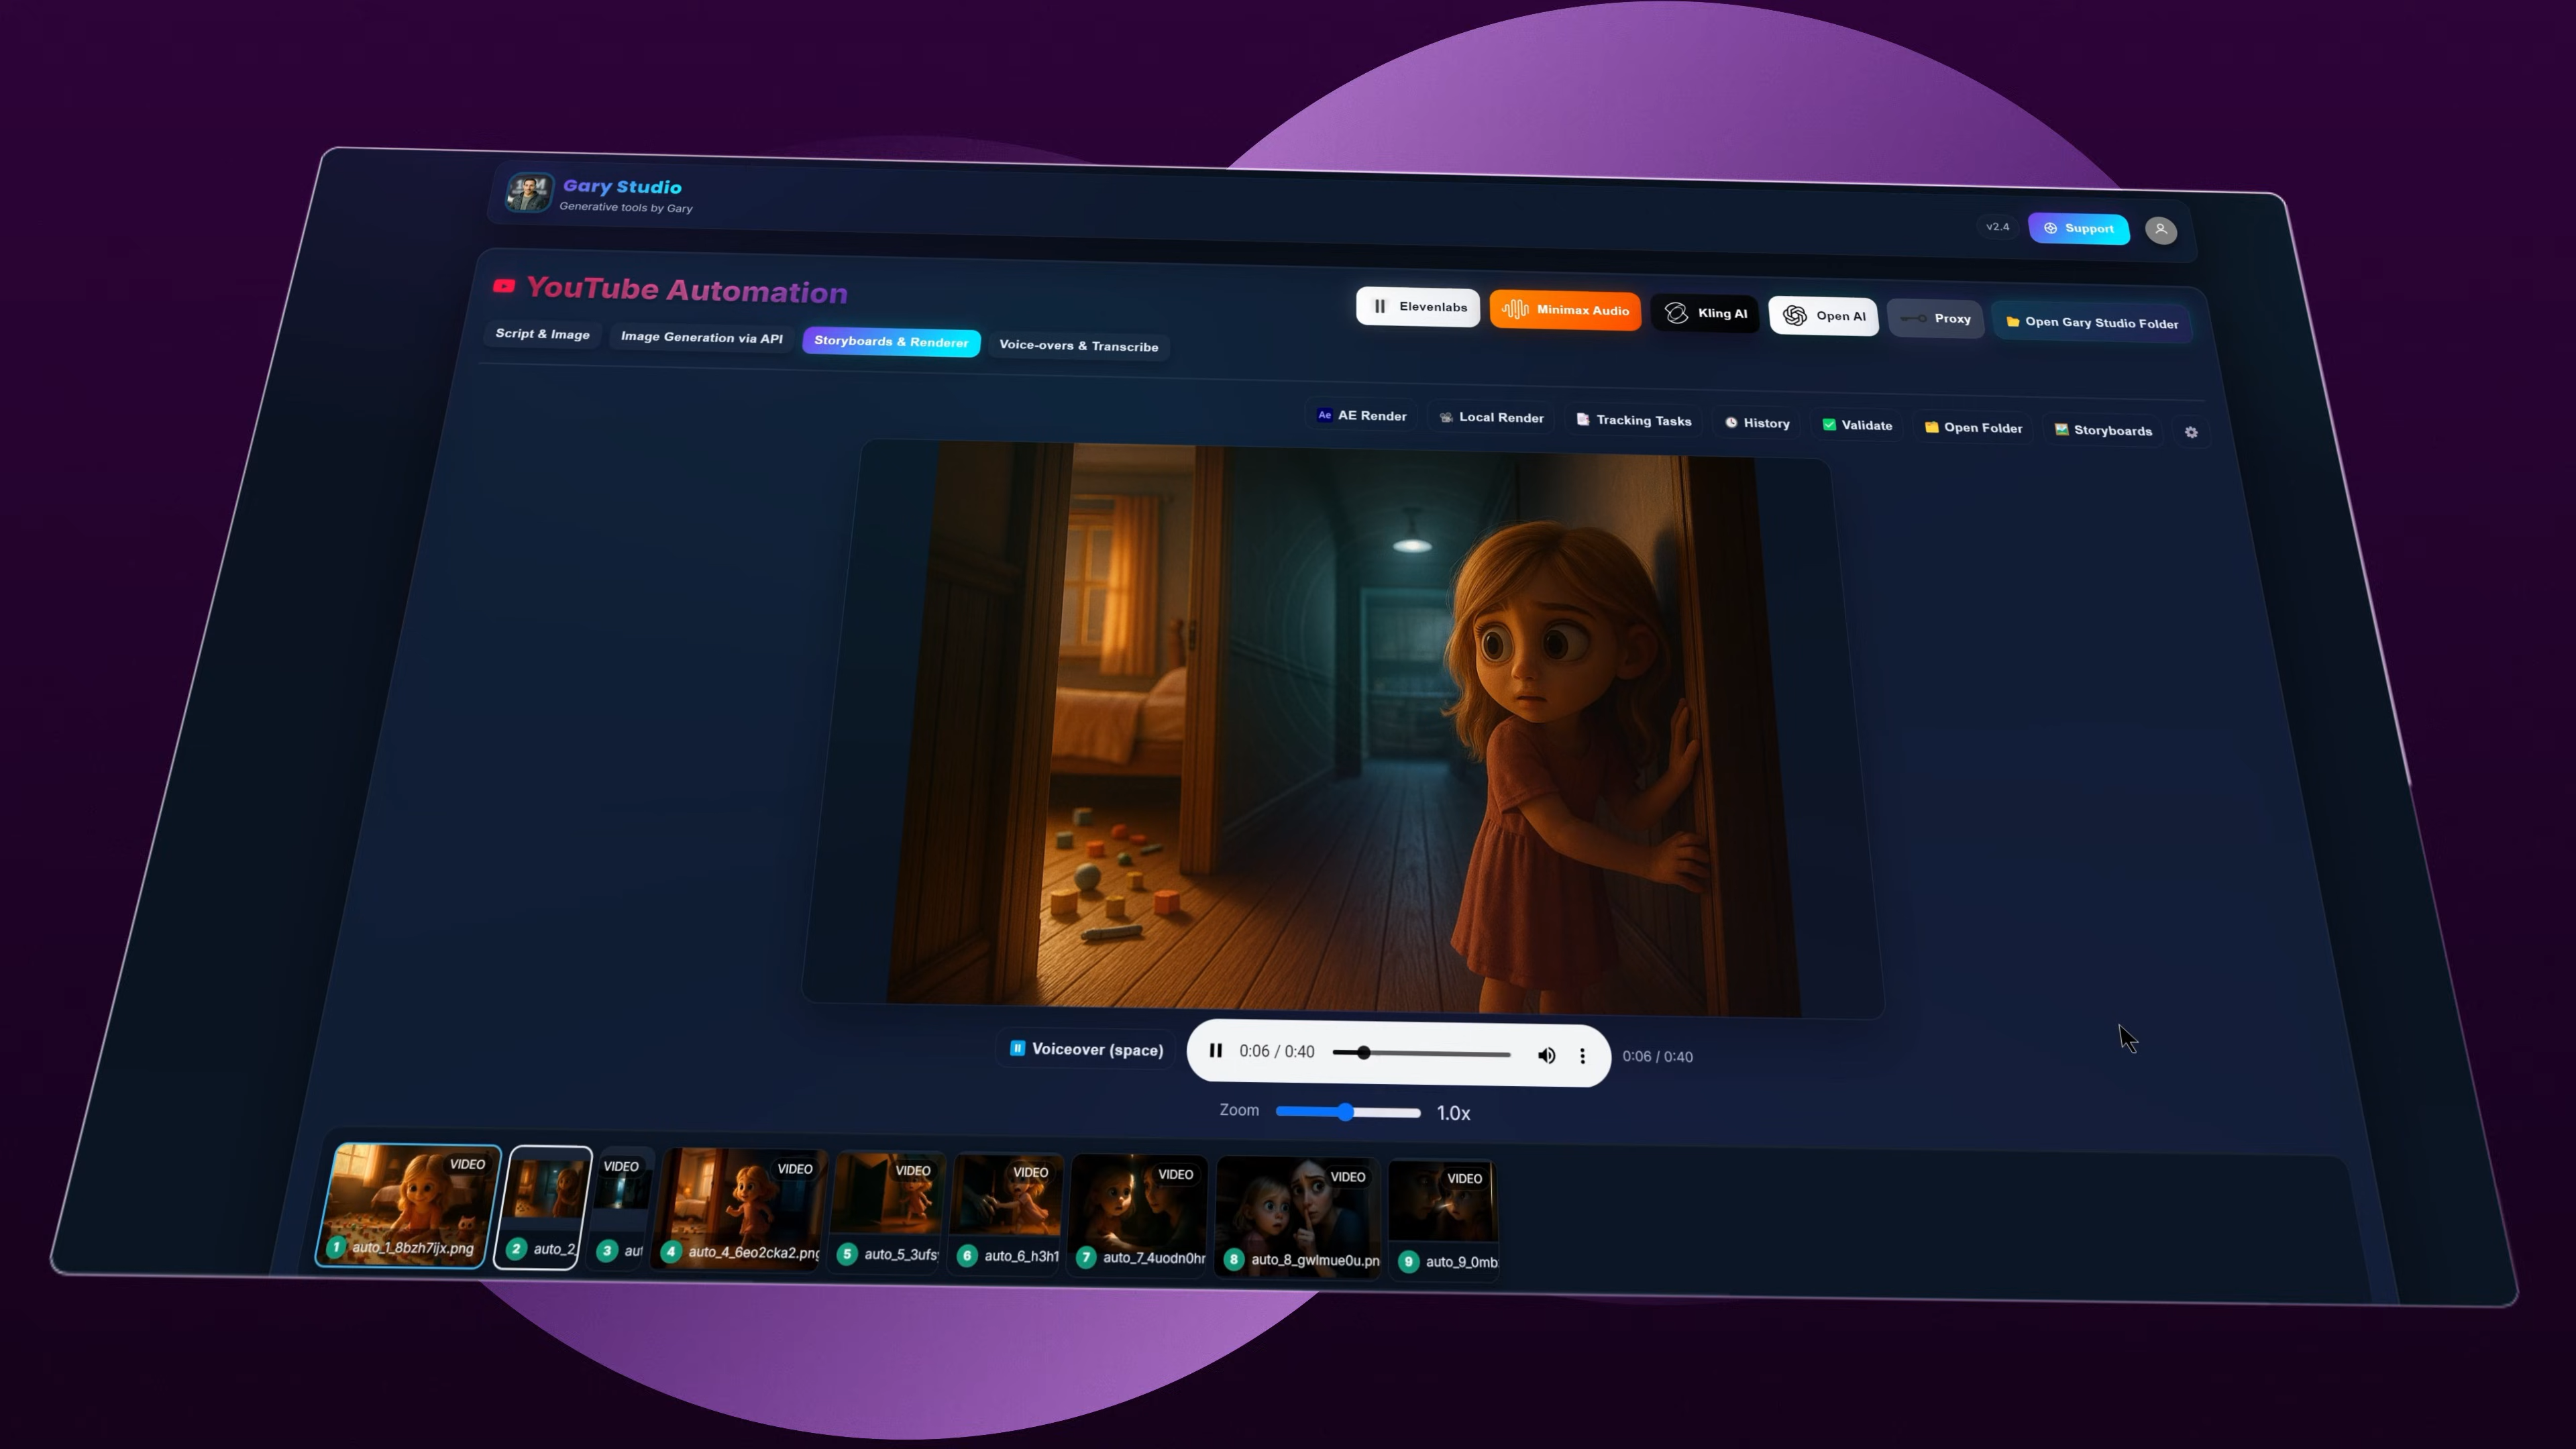 Gary Studio
Generative tools by Gary
v2.4
Support
YouTube Automation
Elevenlabs
Minimax Audio
Kling AI
Open AI
Proxy
Open Gary Studio Folder
Script & Image
Image Generation via API
Storyboards & Renderer
Voice-overs & Transcribe
Ae AE Render
Local Render
Tracking Tasks
History
Validate
Open Folder
Storyboards
Voiceover (space)
0:06 / 0:40
0:06 / 0:40
Zoom
1.0x
VIDEO
1 auto_1_8bzh7ijx.png
2 auto_2_
VIDEO
3 aut
VIDEO
4 auto_4_6eo2cka2.png
VIDEO
5 auto_5_3ufs
VIDEO
6 auto_6_h3h1
VIDEO
7 auto_7_4uodn0hr
VIDEO
8 auto_8_gwlmue0u.pn
VIDEO
9 auto_9_0mb